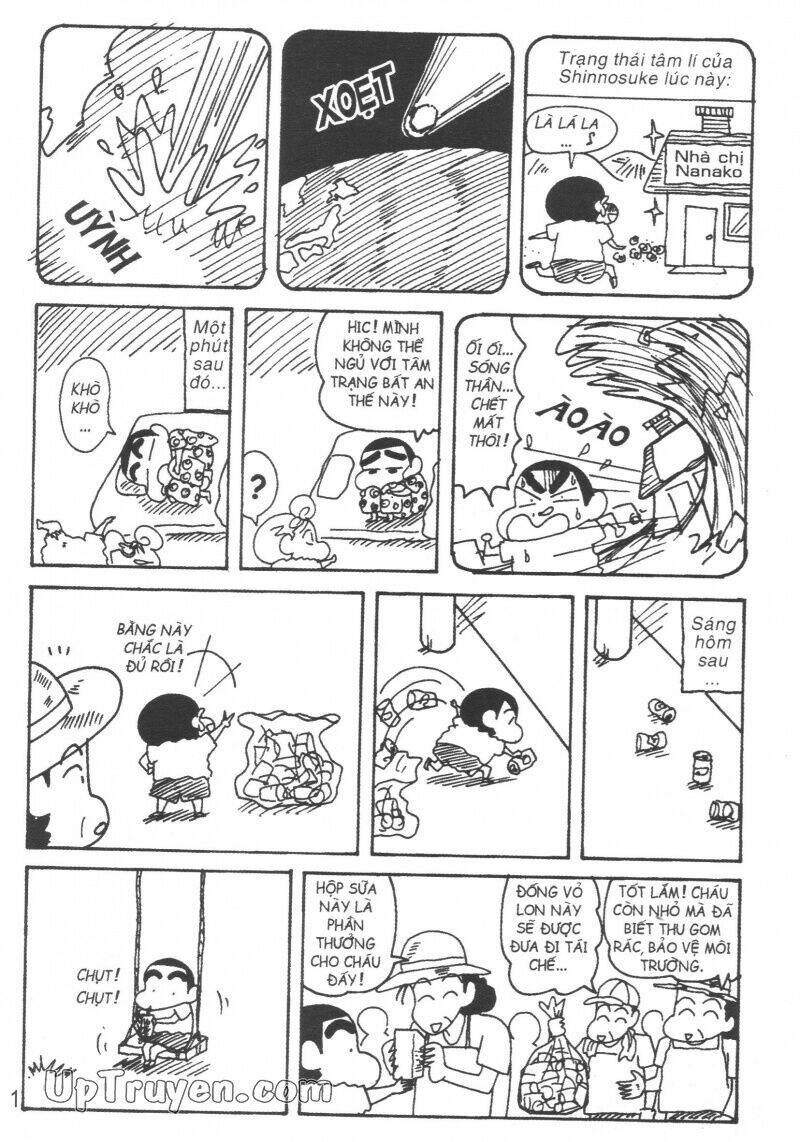 Trạng thái tâm lí của
Shinnosuke lúc này:
LÀ LÁ LA
...
Nhà chị
Nanako
XOẸT
UỲNH
ỐI ỐI...
SÓNG
THẦN...
CHẾT
MẤT
THÔI!
ÀO ÀO
HIC! MÌNH
KHÔNG THỂ
NGỦ VỚI TÂM
TRẠNG BẤT AN
THẾ NÀY!
?
Một
phút
sau
đó...
KHÒ
KHÒ
...
Sáng
hôm
sau
...
BẰNG NÀY
CHẮC LÀ
ĐỦ RỒI!
TỐT LẮM! CHÁU
CÒN NHỎ MÀ ĐÃ
BIẾT THU GOM
RÁC, BẢO VỆ MÔI
TRƯỜNG.
ĐỐNG VỎ
LON NÀY
SẼ ĐƯỢC
ĐƯA ĐI TÁI
CHẾ...
HỘP SỮA
NÀY LÀ
PHẦN
THƯỞNG
CHO CHÁU
ĐẤY!
CHỤT!
CHỤT!
1
UpTruyen.com